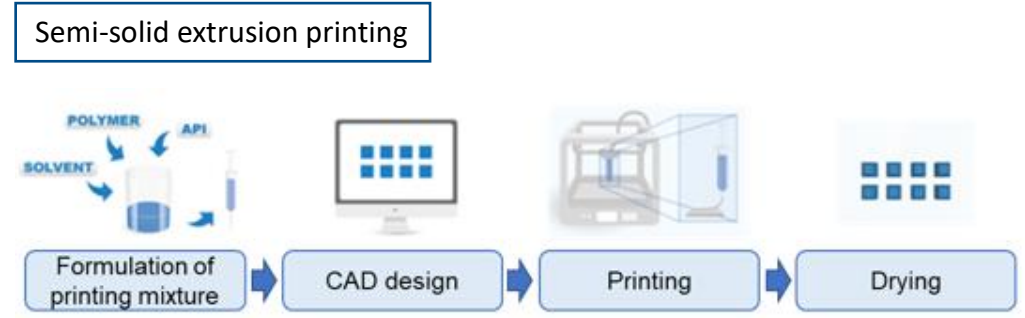 Semi-solid extrusion printing
POLYMER
API
SOLVENT
Formulation of
printing mixture
CAD design
Printing
Drying